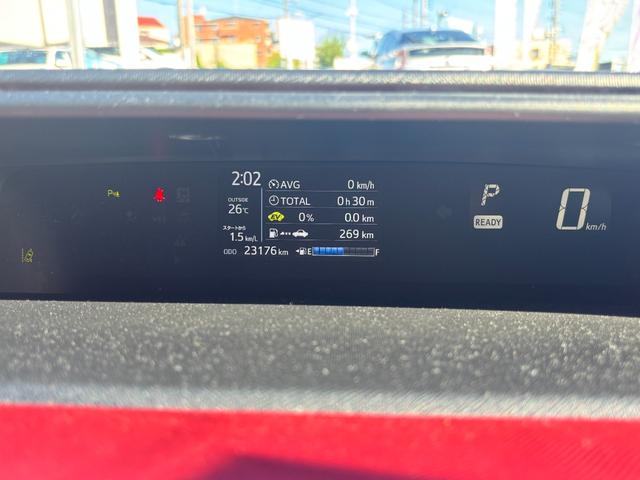 2:02
OUTSIDE
26℃
スタートから
1.5 km/L
AVG 0 km/h
TOTAL 0 h 30 m
EV 0% 0.0 km
269 km
ODO 23176 km E F
P
READY
0 km/h